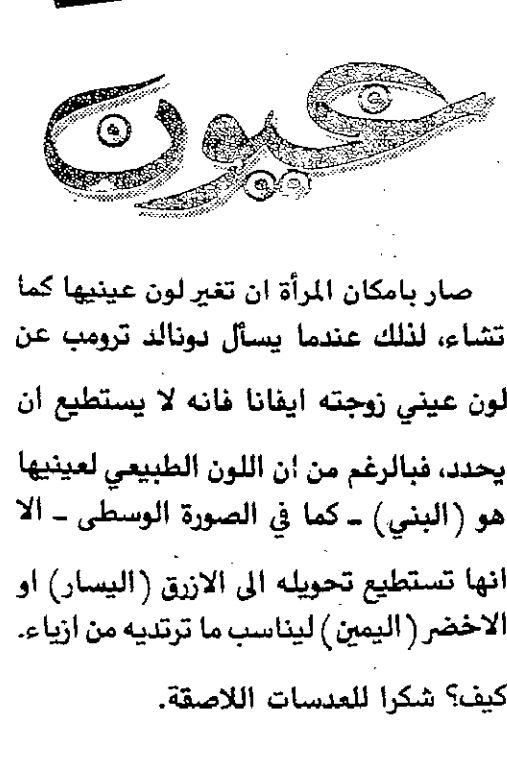 عيون
صار بامكان المرأة ان تغير لون عينيها كما
تشاء، لذلك عندما يسأل دونالد ترومب عن
لون عيني زوجته ايفانا فانه لا يستطيع ان
يحدد، فبالرغم من ان اللون الطبيعي لعينيها
هو (البني) ـ كما في الصورة الوسطى ـ الا
انها تستطيع تحويله الى الازرق (اليسار) او
الاخضر (اليمين) ليناسب ما ترتديه من ازياء.
كيف؟ شكرا للعدسات اللاصقة.